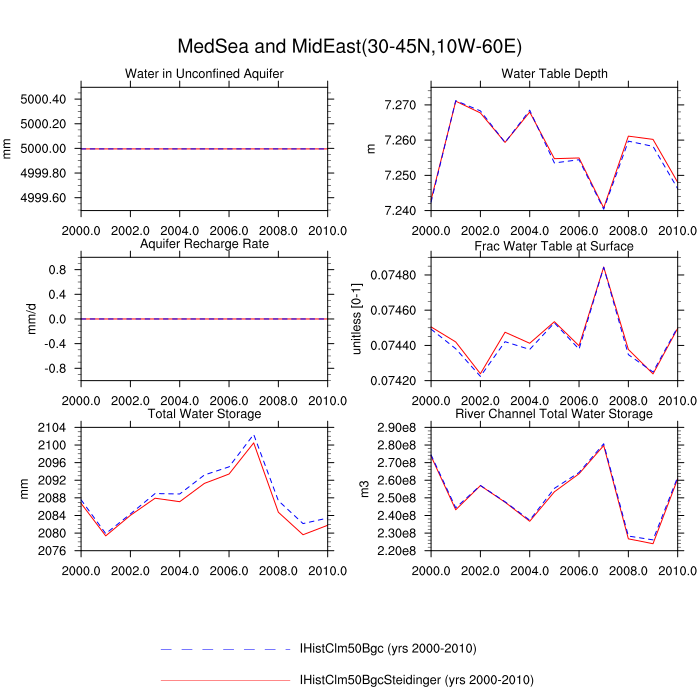 MedSea and MidEast(30-45N,10W-60E)
Water in Unconfined Aquifer
mm
5000.40
5000.20
5000.00
4999.80
4999.60
2000.0 2002.0 2004.0 2006.0 2008.0 2010.0
Water Table Depth
m
7.270
7.260
7.250
7.240
2000.0 2002.0 2004.0 2006.0 2008.0 2010.0
Aquifer Recharge Rate
mm/d
0.8
0.4
0.0
-0.4
-0.8
2000.0 2002.0 2004.0 2006.0 2008.0 2010.0
Frac Water Table at Surface
unitless [0-1]
0.07480
0.07460
0.07440
0.07420
2000.0 2002.0 2004.0 2006.0 2008.0 2010.0
Total Water Storage
mm
2104
2100
2096
2092
2088
2084
2080
2076
2000.0 2002.0 2004.0 2006.0 2008.0 2010.0
River Channel Total Water Storage
m3
2.90e8
2.80e8
2.70e8
2.60e8
2.50e8
2.40e8
2.30e8
2.20e8
2000.0 2002.0 2004.0 2006.0 2008.0 2010.0
IHistClm50Bgc (yrs 2000-2010)
IHistClm50BgcSteidinger (yrs 2000-2010)